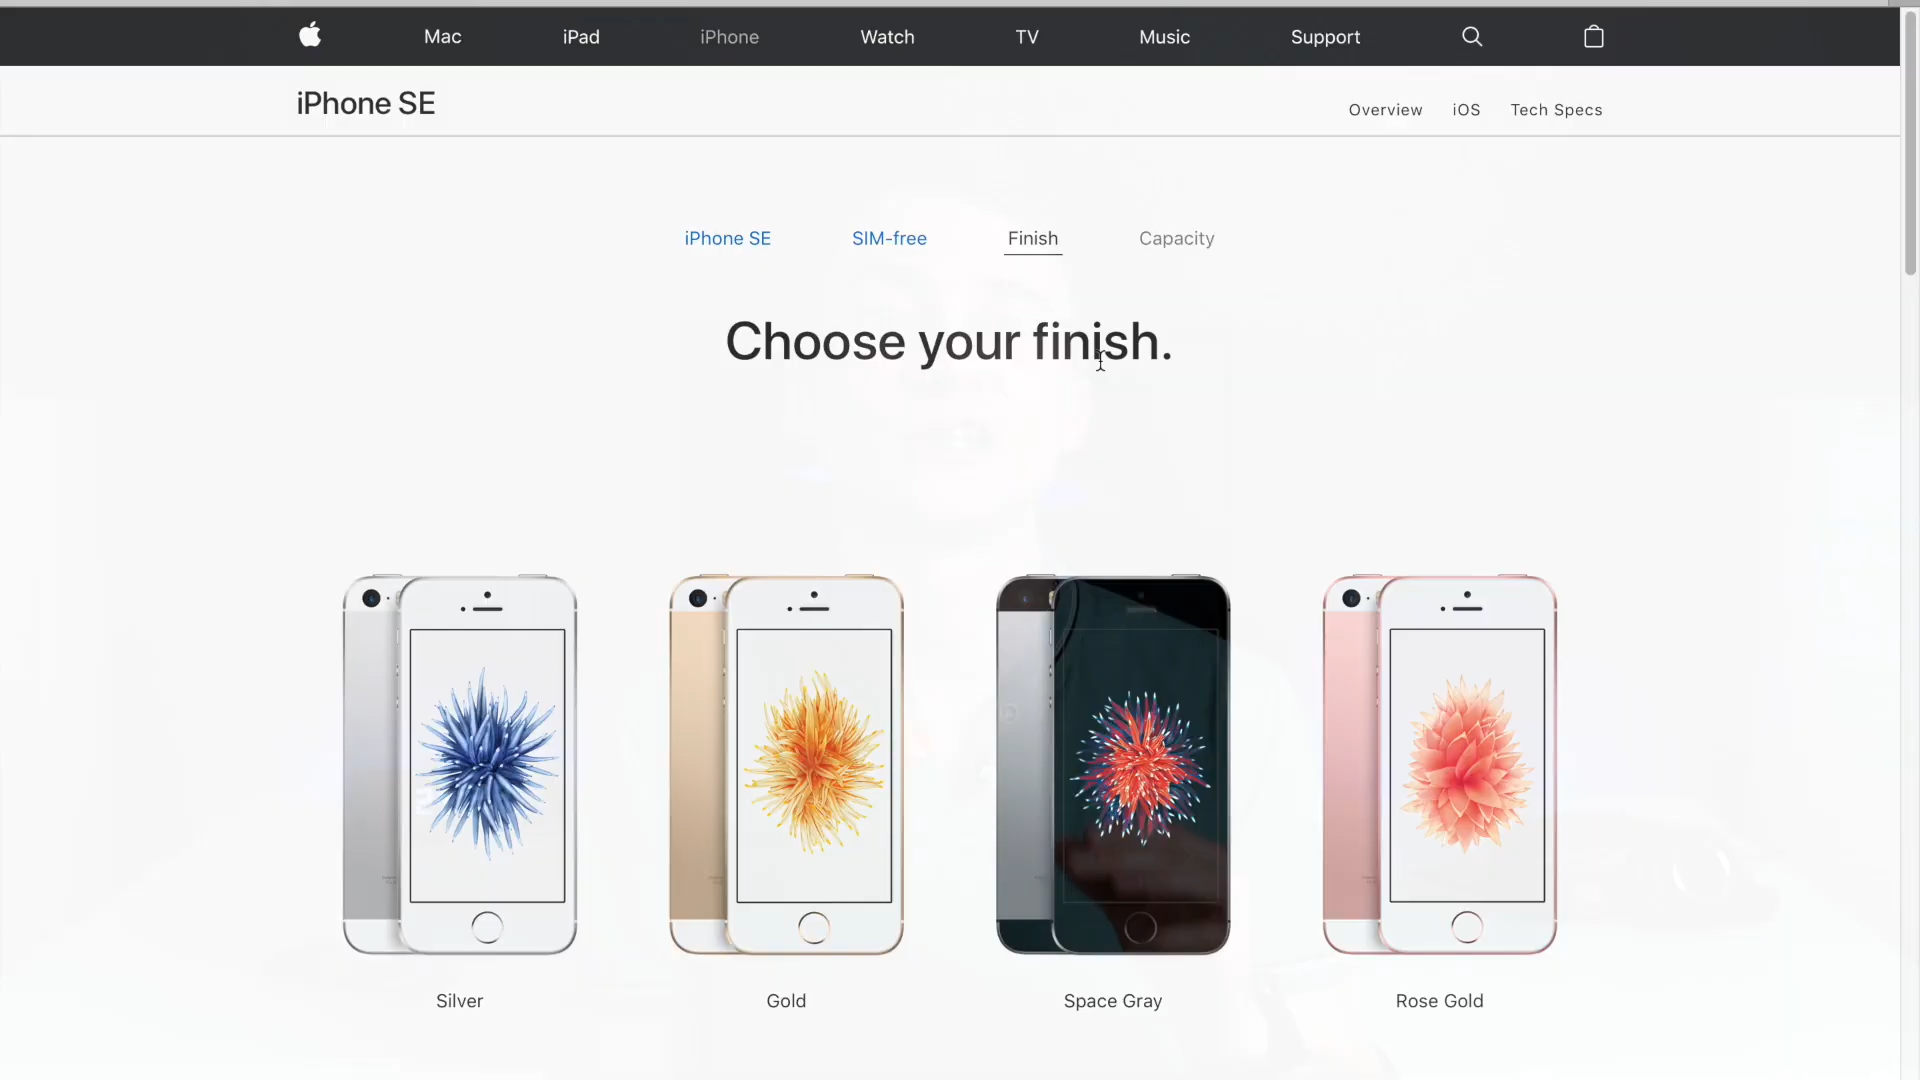 Mac iPad iPhone Watch TV Music Support
iPhone SE
Overview iOS Tech Specs
iPhone SE SIM-free Finish Capacity
Choose your finish.
Silver Gold Space Gray Rose Gold